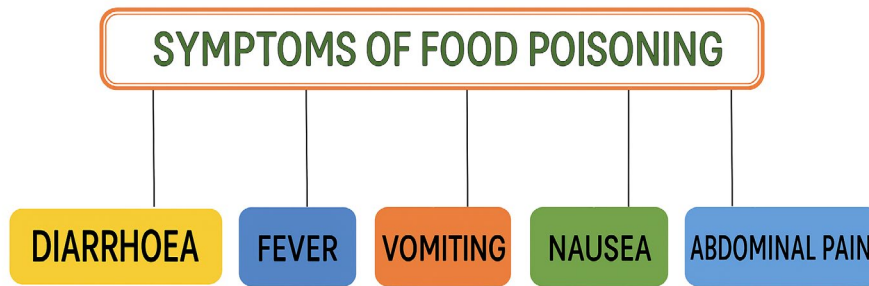 SYMPTOMS OF FOOD POISONING
DIARRHOEA
FEVER
VOMITING
NAUSEA
ABDOMINAL PAIN